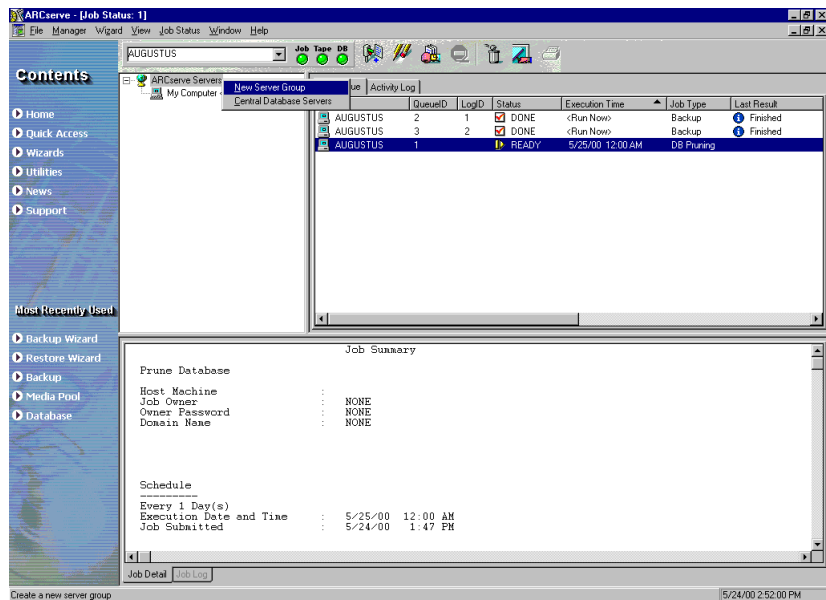 ARCserve - [Job Status: 1]
File Manager Wizard View Job Status Window Help
AUGUSTUS
Job Tape DB
Contents
Home
Quick Access
Wizards
Utilities
News
Support
Most Recently Used
Backup Wizard
Restore Wizard
Backup
Media Pool
Database
ARCserve Servers
My Computer <
New Server Group
Central Database Servers
ue Activity Log
QueueID LogID Status Execution Time Job Type Last Result
AUGUSTUS 2 1 DONE <Run Now> Backup Finished
AUGUSTUS 3 2 DONE <Run Now> Backup Finished
AUGUSTUS 1 READY 5/25/00 12:00 AM DB Pruning
Job Summary
Prune Database
Host Machine :
Job Owner : NONE
Owner Password : NONE
Domain Name : NONE
Schedule
---------
Every 1 Day(s)
Execution Date and Time : 5/25/00 12:00 AM
Job Submitted : 5/24/00 1:47 PM
Job Detail Job Log
Create a new server group
5/24/00 2:52:00 PM